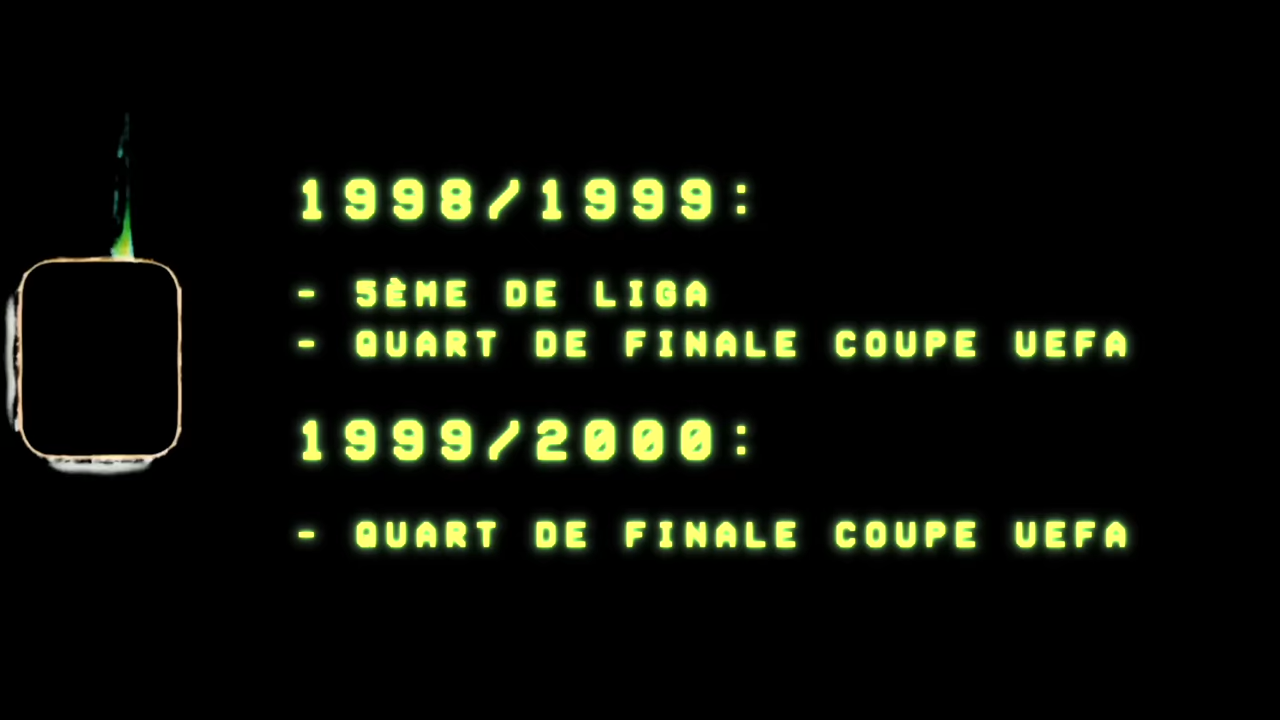 1998/1999:
- 5ÈME DE LIGA
- QUART DE FINALE COUPE UEFA
1999/2000:
- QUART DE FINALE COUPE UEFA